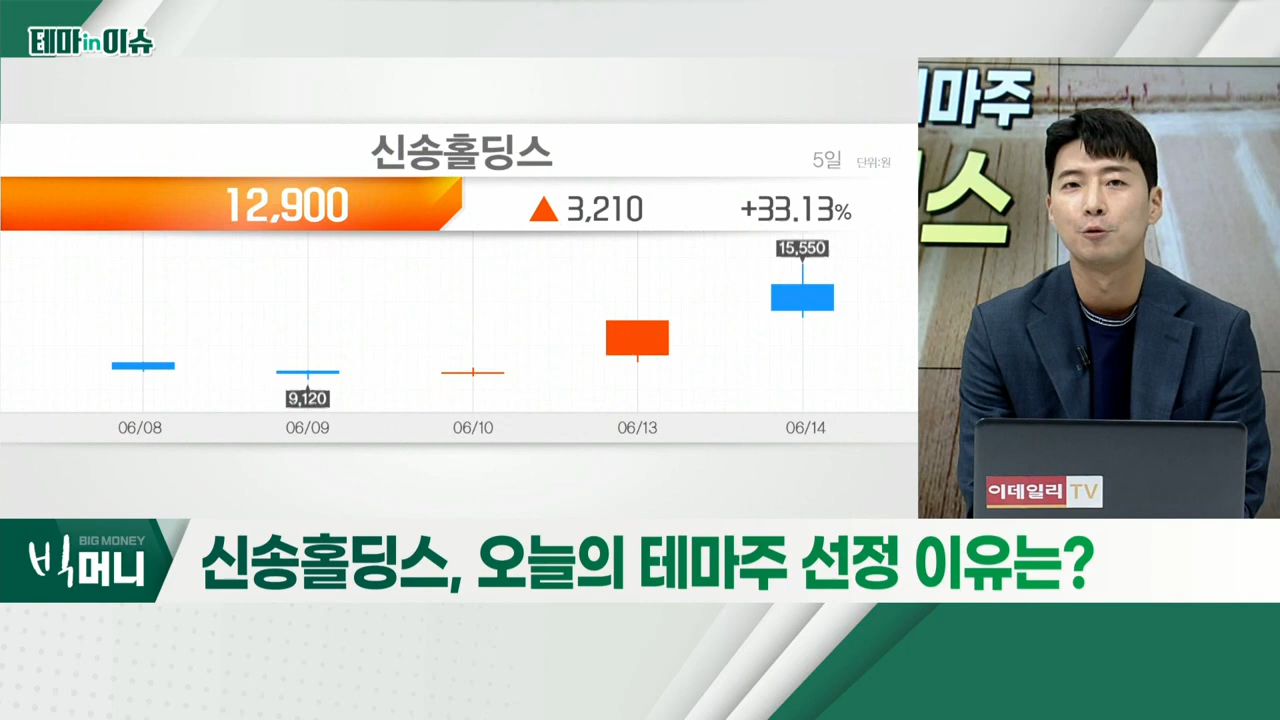 테마in이슈
신송홀딩스
5일 단위:원
12,900 ▲ 3,210 +33.13%
15,550
9,120
06/08 06/09 06/10 06/13 06/14
마주
스
이데일리 TV
BIG MONEY
빅머니
신송홀딩스, 오늘의 테마주 선정 이유는?